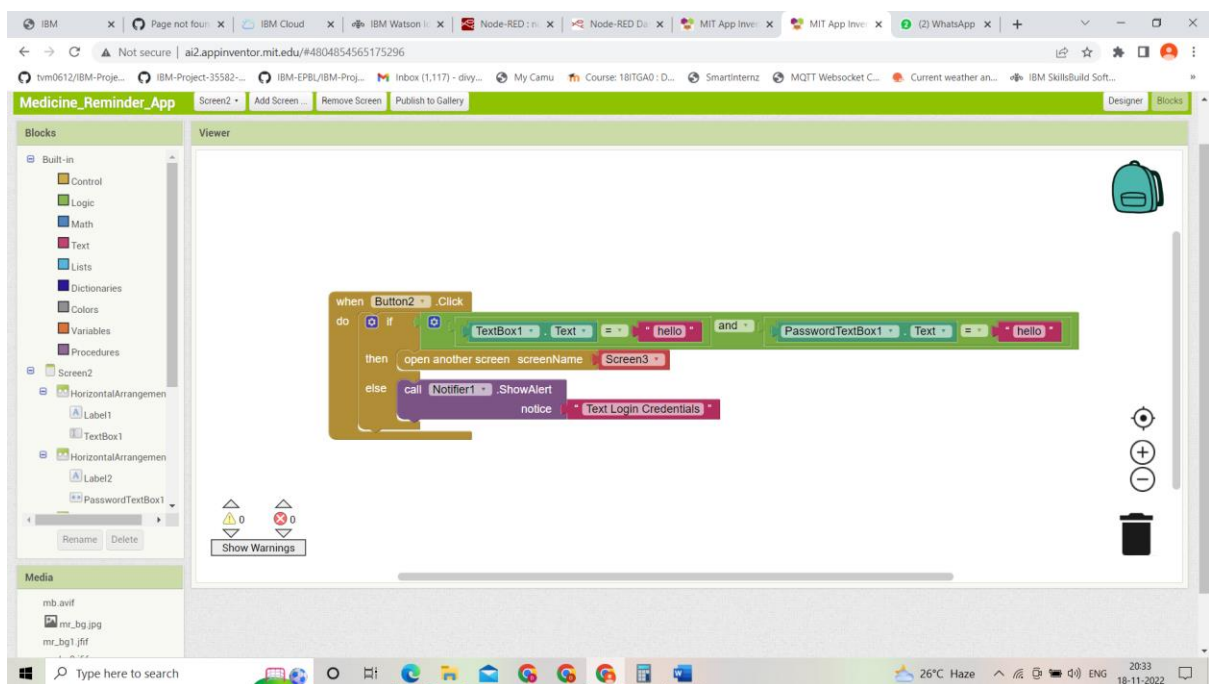 IBM
Page not foun
IBM Cloud
IBM Watson I
Node-RED : n
Node-RED Da
MIT App Inver
MIT App Inver
(2) WhatsApp
Not secure | ai2.appinventor.mit.edu/#4804854565175296
tvm0612/IBM-Proje...
IBM-Project-35582-...
IBM-EPBL/IBM-Proj...
Inbox (1,117) - divy...
My Camu
Course: 18ITGA0 : D...
SmartInternz
MQTT Websocket C...
Current weather an...
IBM SkillsBuild Soft...
Medicine_Reminder_App
Screen2
Add Screen ...
Remove Screen
Publish to Gallery
Designer
Blocks
Blocks
Viewer
Built-in
Control
Logic
Math
Text
Lists
Dictionaries
Colors
Variables
Procedures
Screen2
HorizontalArrangemen
Label1
TextBox1
HorizontalArrangemen
Label2
PasswordTextBox1
Rename
Delete
when Button2 .Click
do if TextBox1 . Text = " hello " and PasswordTextBox1 . Text = " hello "
then open another screen screenName Screen3
else call Notifier1 .ShowAlert
notice " Text Login Credentials "
0 0
Show Warnings
Media
mb.avif
mr_bg.jpg
mr_bg1.jfif
Type here to search
26°C Haze
ENG
20:33
18-11-2022